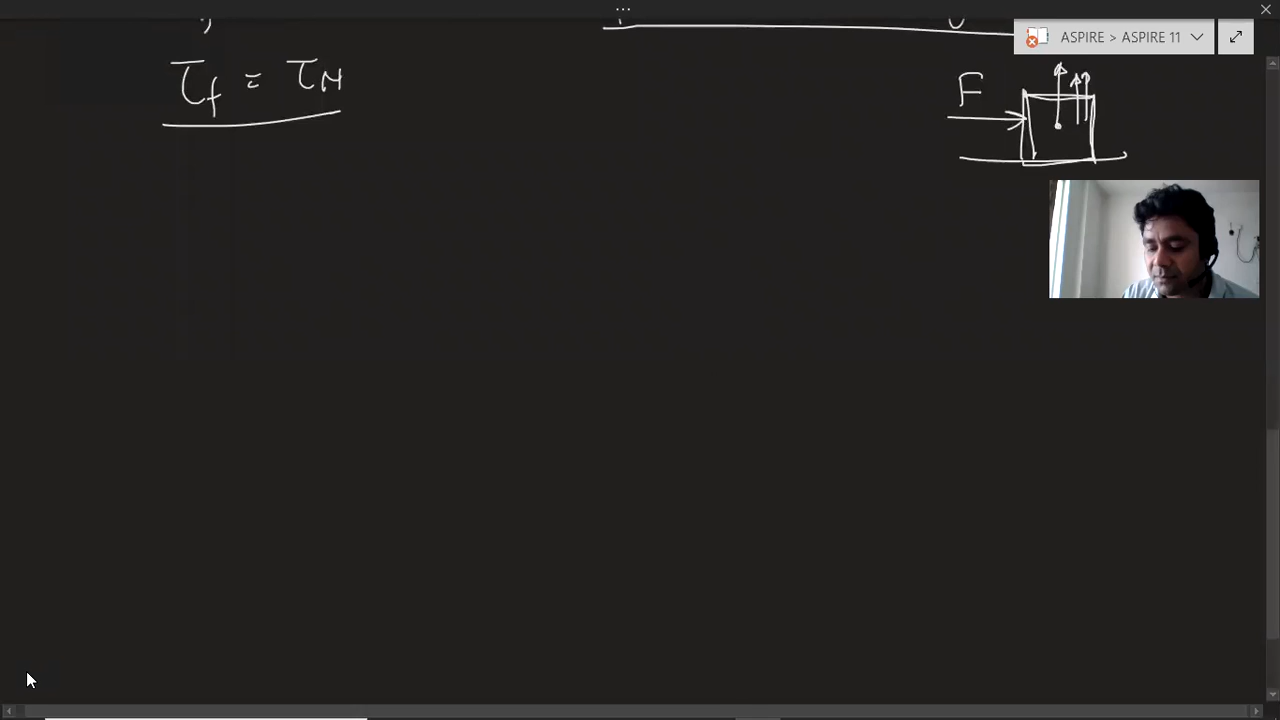 τf = τN
ASPIRE > ASPIRE 11
F